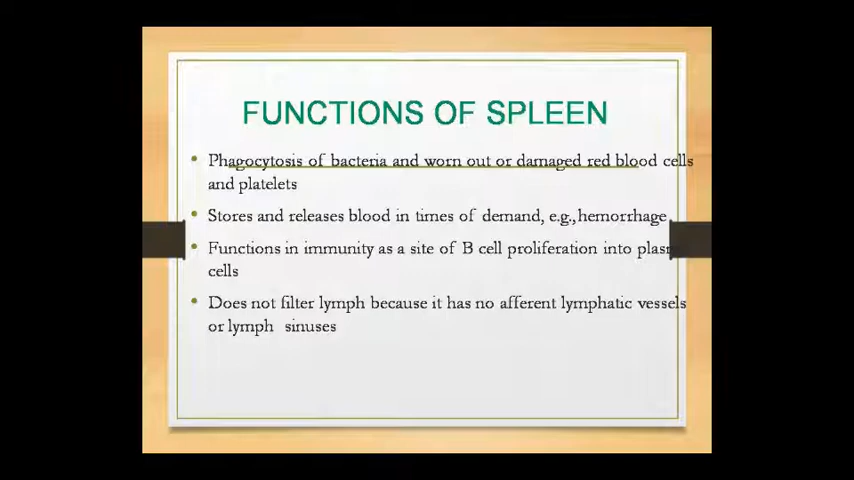 FUNCTIONS OF SPLEEN
• Phagocytosis of bacteria and worn out or damaged red blood cells
and platelets
• Stores and releases blood in times of demand, e.g., hemorrhage
• Functions in immunity as a site of B cell proliferation into plasm
cells
• Does not filter lymph because it has no afferent lymphatic vessels
or lymph sinuses